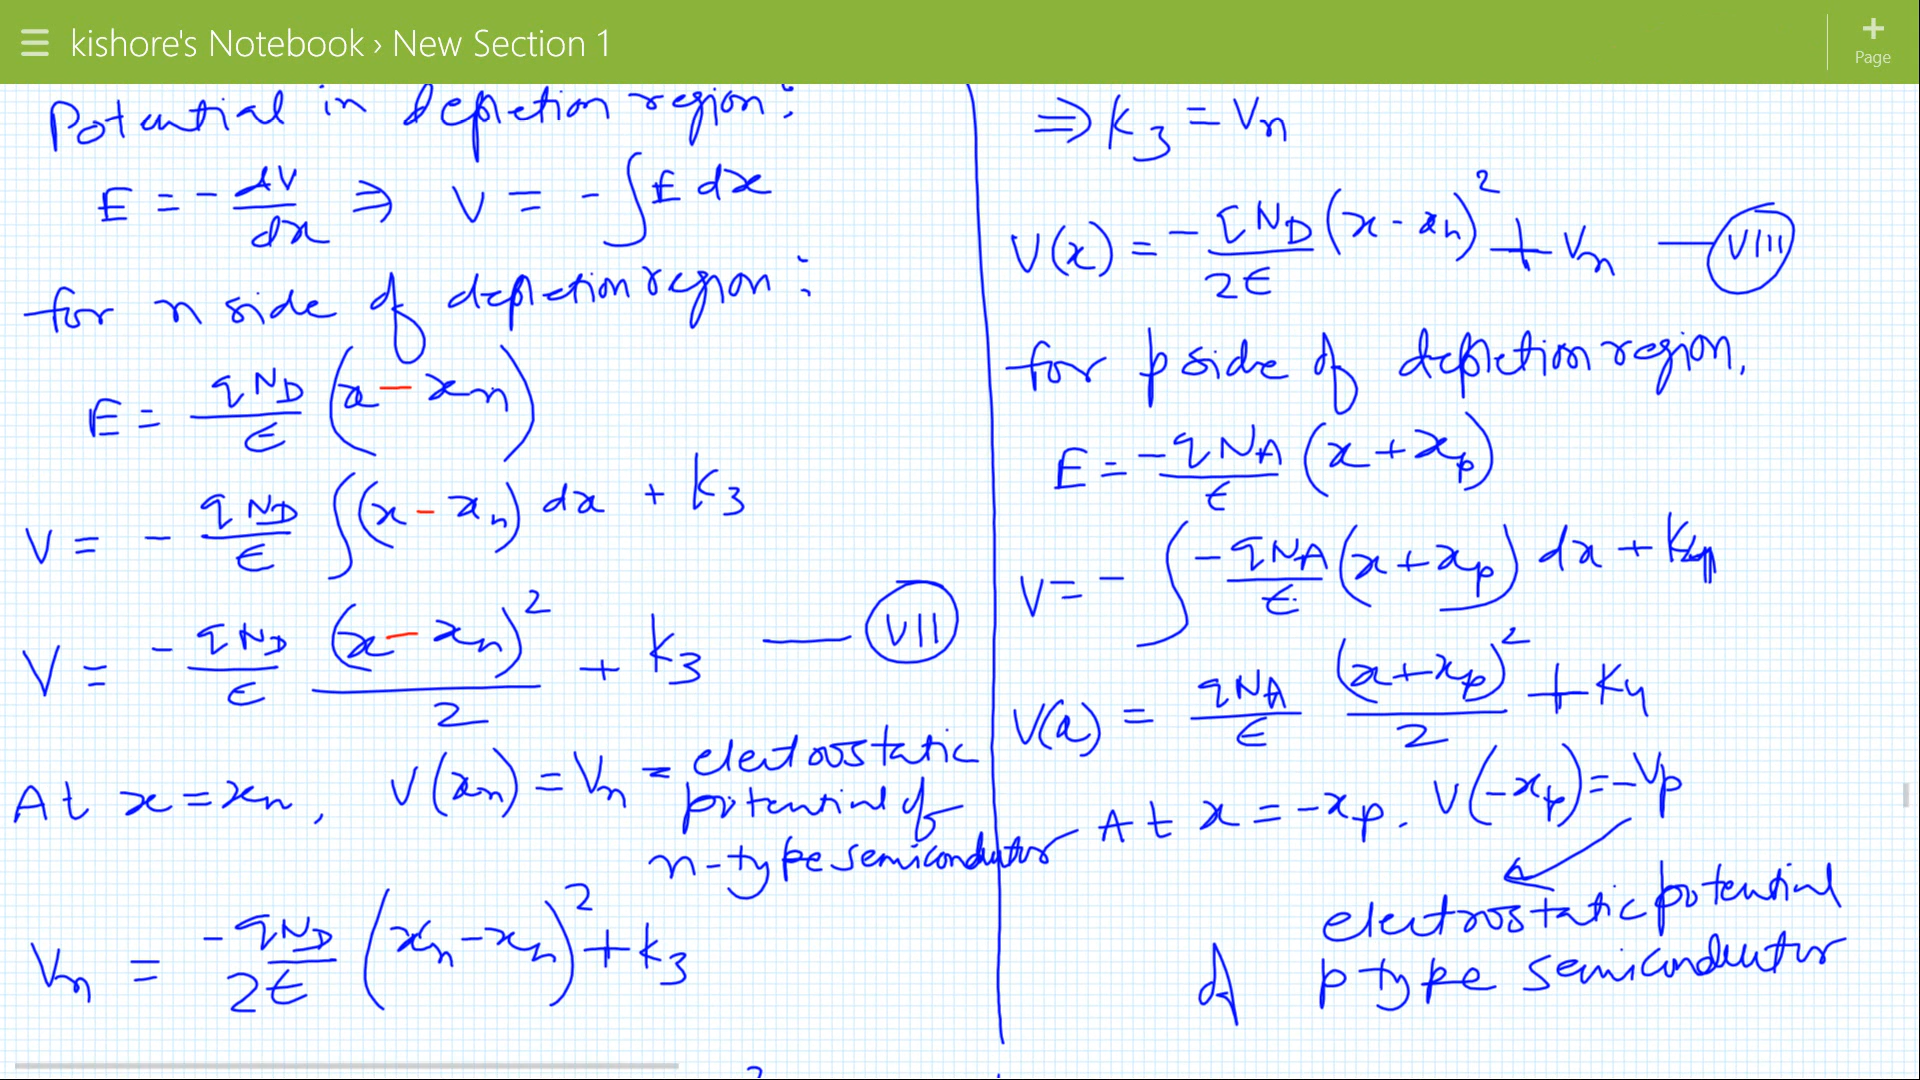 kishore's Notebook › New Section 1
Page
Potential in depletion region:
E = - dV/dx ⇒ V = - ∫ E dx
for n side of depletion region:
E = qN_D/ϵ (x - x_n)
V = - qN_D/ϵ ∫(x - x_n) dx + K_3
V = - qN_D/ϵ (x - x_n)^2/2 + K_3 — VII
At x = x_n, V(x_n) = V_n = electrostatic
potential of
n-type semiconductor
V_n = - qN_D/2ϵ (x_n - x_n)^2 + K_3
⇒ K_3 = V_n
V(x) = - qN_D/2ϵ (x - x_n)^2 + V_n — VIII
for p side of depletion region,
E = - qN_A/ϵ (x + x_p)
V = - ∫ - qN_A/ϵ (x + x_p) dx + K_4
V(x) = qN_A/ϵ (x + x_p)^2/2 + K_4
At x = -x_p. V(-x_p) = -V_p
electrostatic potential
of p type semiconductor